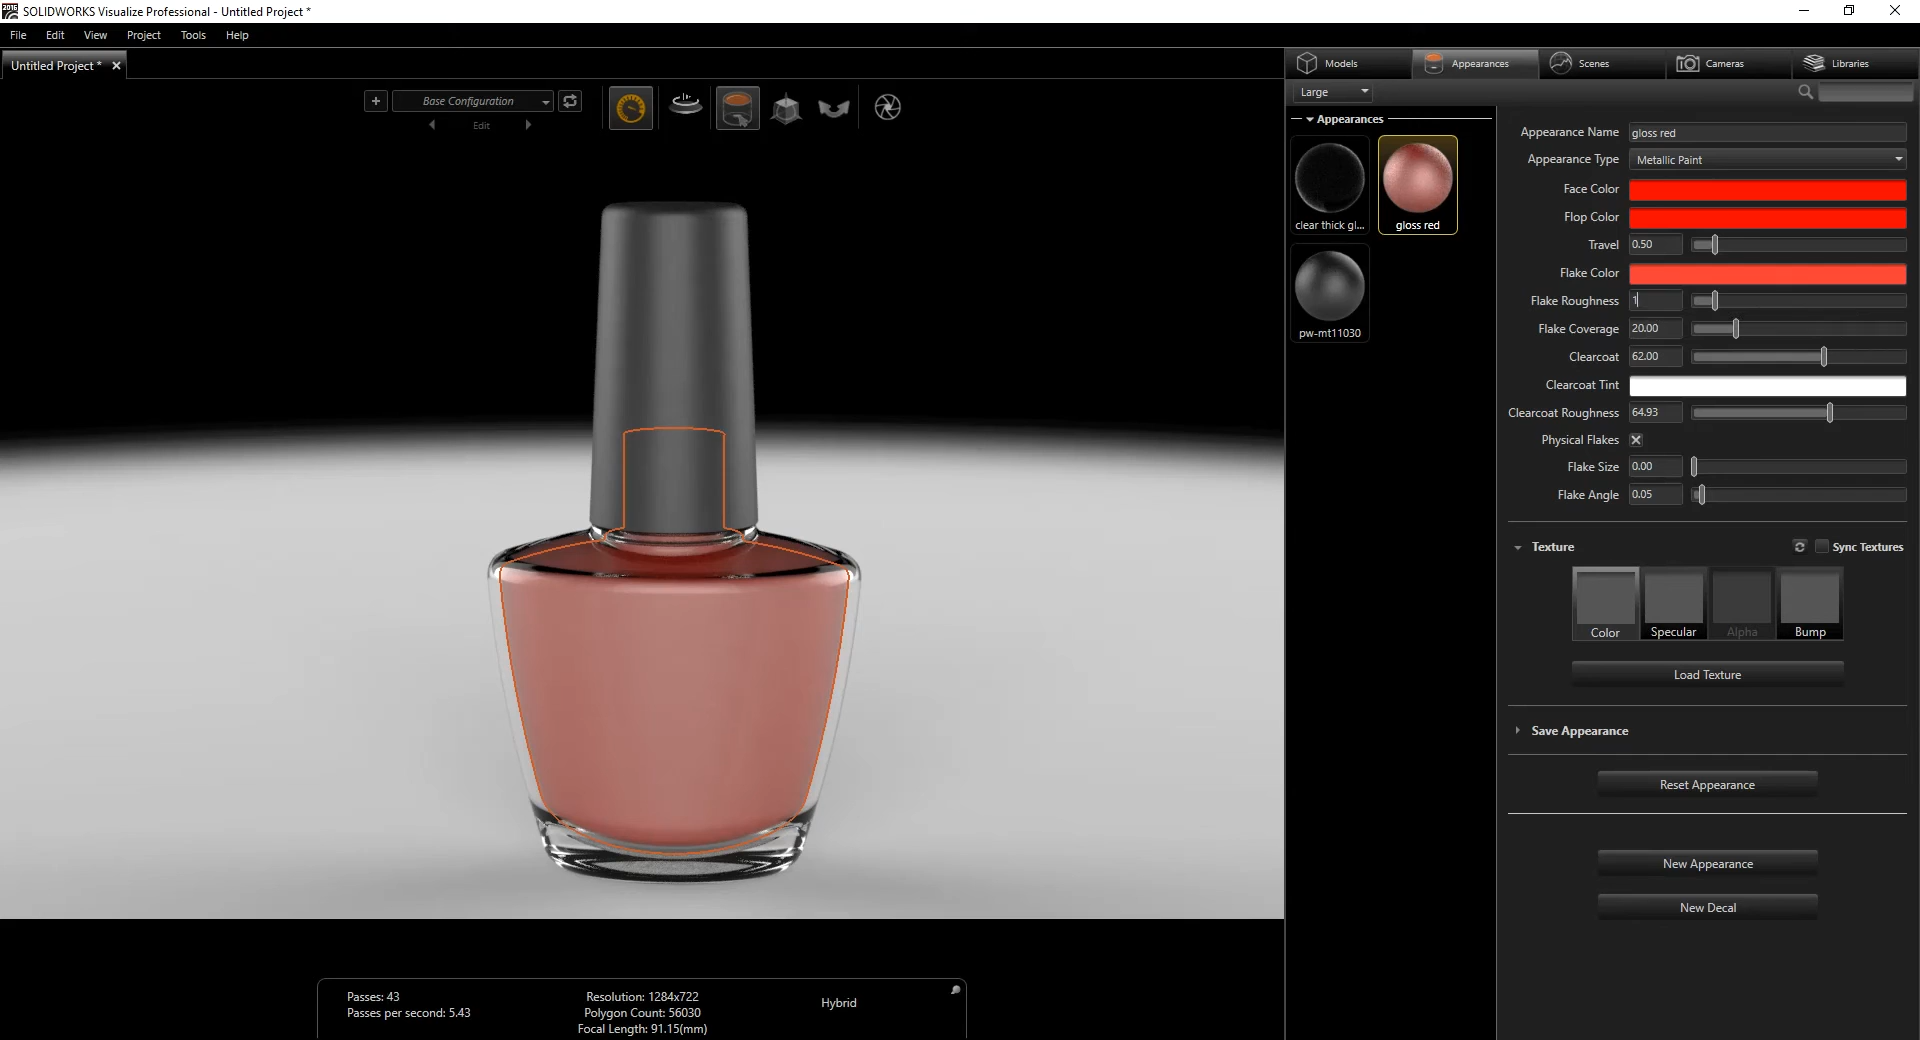 SOLIDWORKS Visualize Professional - Untitled Project *
File Edit View Project Tools Help
Untitled Project *
Base Configuration
Edit
Models Appearances Scenes Cameras Libraries
Large
Appearances
clear thick gl...
gloss red
pw-mt11030
Appearance Name gloss red
Appearance Type Metallic Paint
Face Color
Flop Color
Travel 0.50
Flake Color
Flake Roughness 1
Flake Coverage 20.00
Clearcoat 62.00
Clearcoat Tint
Clearcoat Roughness 64.93
Physical Flakes
Flake Size 0.00
Flake Angle 0.05
Texture Sync Textures
Color Specular Alpha Bump
Load Texture
Save Appearance
Reset Appearance
New Appearance
New Decal
Passes: 43
Passes per second: 5.43
Resolution: 1284x722
Polygon Count: 56030
Focal Length: 91.15(mm)
Hybrid